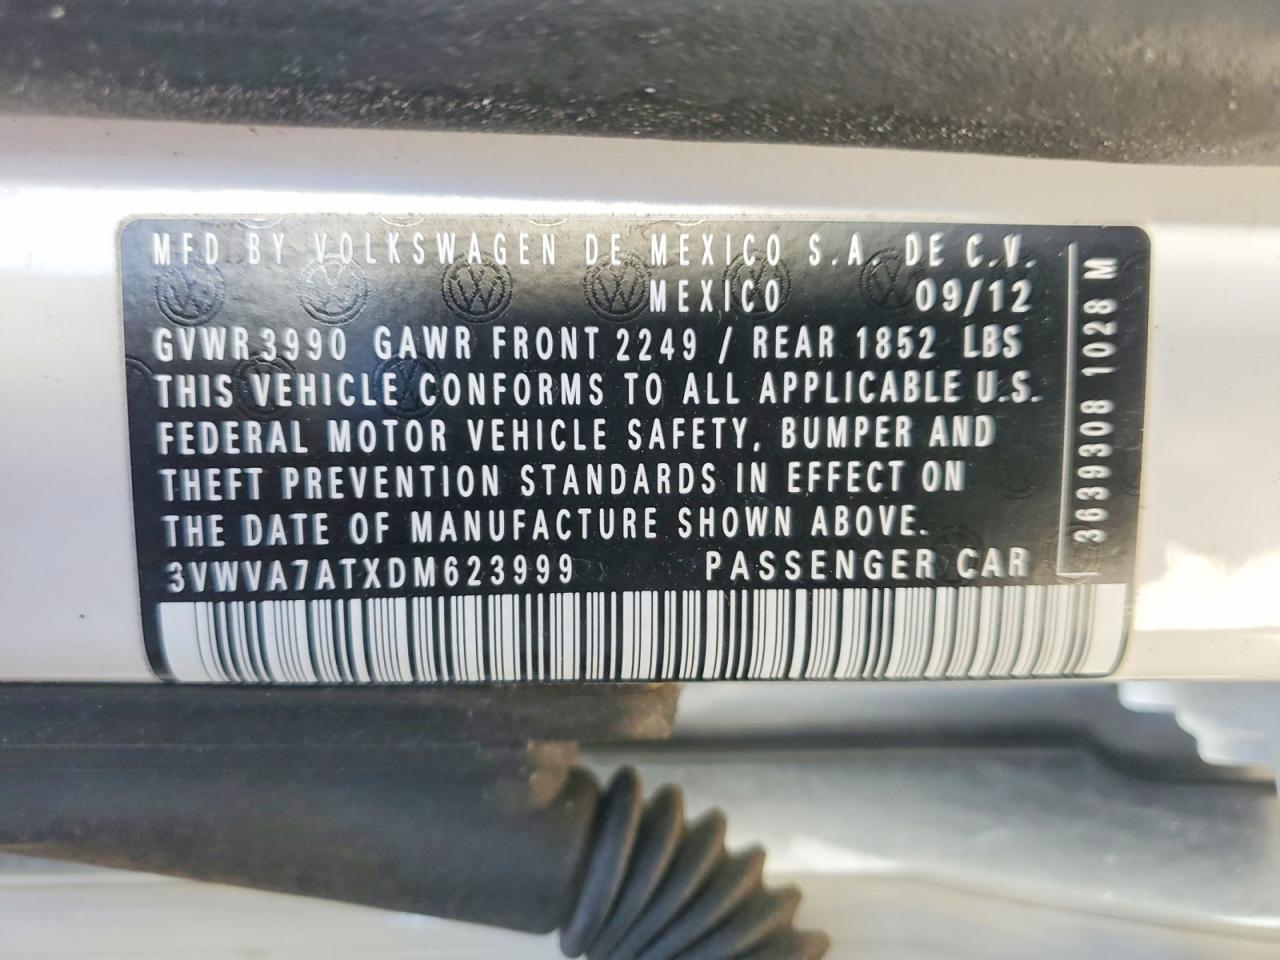 MFD BY VOLKSWAGEN DE MEXICO S.A. DE C.V.
MEXICO 09/12
GVWR 3990 GAWR FRONT 2249 / REAR 1852 LBS
THIS VEHICLE CONFORMS TO ALL APPLICABLE U.S.
FEDERAL MOTOR VEHICLE SAFETY, BUMPER AND
THEFT PREVENTION STANDARDS IN EFFECT ON
THE DATE OF MANUFACTURE SHOWN ABOVE.
3VWVA7ATXDM623999 PASSENGER CAR
3639308 1028 M